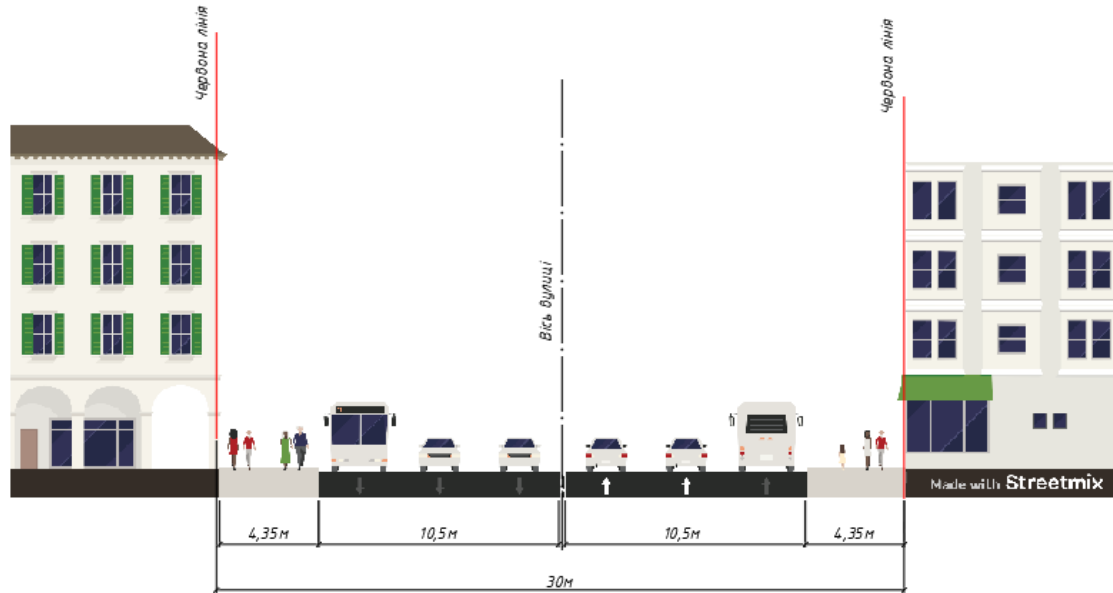 Червона лінія
Червона лінія
Вісь вулиці
Made with Streetmix
4,35м
10,5м
10,5м
4,35м
30м